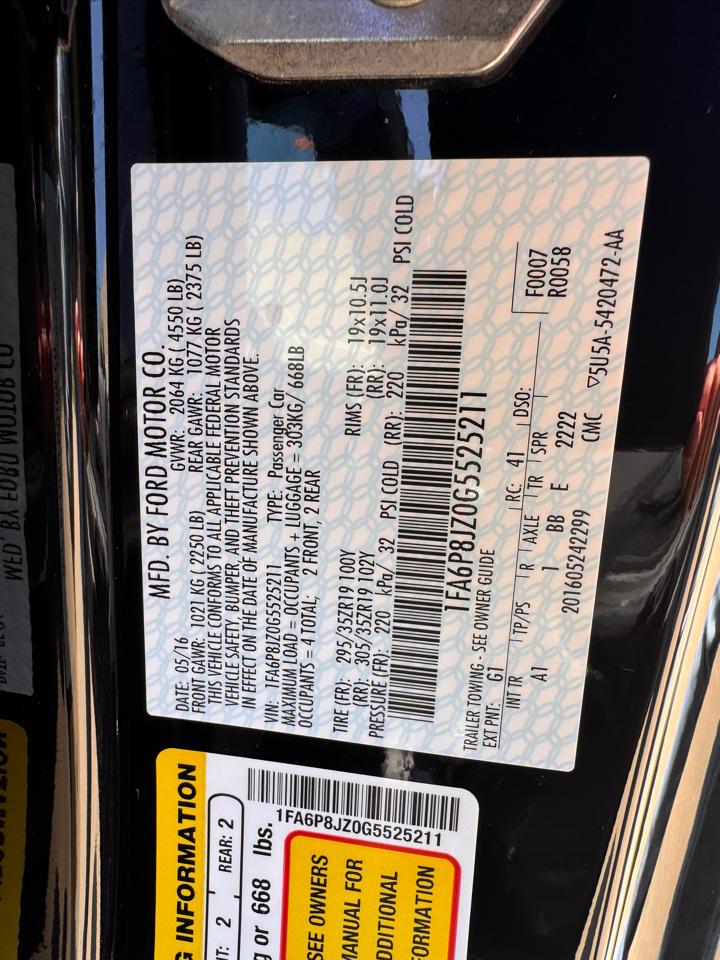 MFD. BY FORD MOTOR CO.
DATE: 05/16 GVWR: 2064 KG ( 4550 LB)
FRONT GAWR: 1021 KG ( 2250 LB) REAR GAWR: 1077 KG ( 2375 LB)
THIS VEHICLE CONFORMS TO ALL APPLICABLE FEDERAL MOTOR
VEHICLE SAFETY, BUMPER, AND THEFT PREVENTION STANDARDS
IN EFFECT ON THE DATE OF MANUFACTURE SHOWN ABOVE.
VIN: 1FA6P8JZ0G5525211 TYPE: Passenger Car
MAXIMUM LOAD = OCCUPANTS + LUGGAGE = 303KG/ 668LB
OCCUPANTS = 4 TOTAL; 2 FRONT, 2 REAR
TIRE (FR): 295/35ZR19 100Y RIMS (FR): 19x10.5J
(RR): 305/35ZR19 102Y (RR): 19x11.0J
PRESSURE (FR): 220 kPa/ 32 PSI COLD (RR): 220 kPa/ 32 PSI COLD
1FA6P8JZ0G5525211
TRAILER TOWING - SEE OWNER GUIDE
EXT PNT: G1 RC: 41 DSO: F0007
R0058
INT TR TP/PS R AXLE TR SPR
A1 1 BB E 2222
201605242299 CMC ▽5U5A-5420472-AA
G INFORMATION
T: 2 REAR: 2
g or 668 lbs.
1FA6P8JZ0G5525211
SEE OWNERS
MANUAL FOR
ADDITIONAL
FORMATION
MFD. BY FORD MOTOR CO